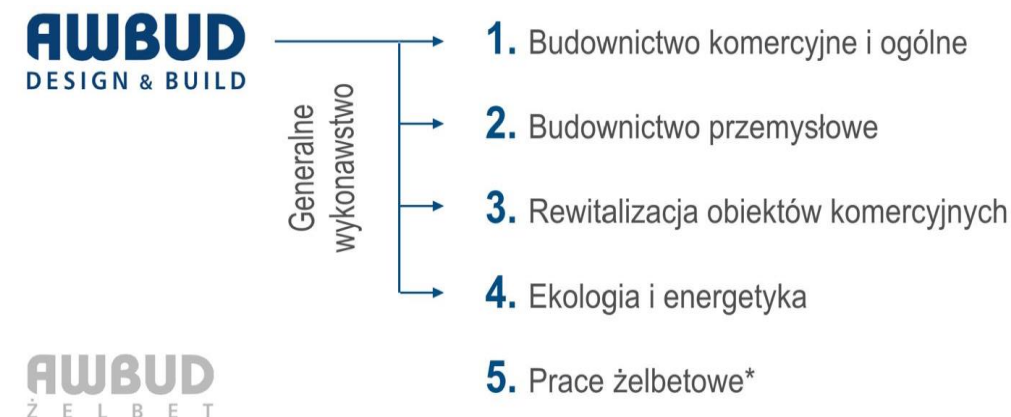 AWBUD
DESIGN & BUILD
Generalne
wykonawstwo
1. Budownictwo komercyjne i ogólne
2. Budownictwo przemysłowe
3. Rewitalizacja obiektów komercyjnych
4. Ekologia i energetyka
AWBUD
ŻELBET
5. Prace żelbetowe*